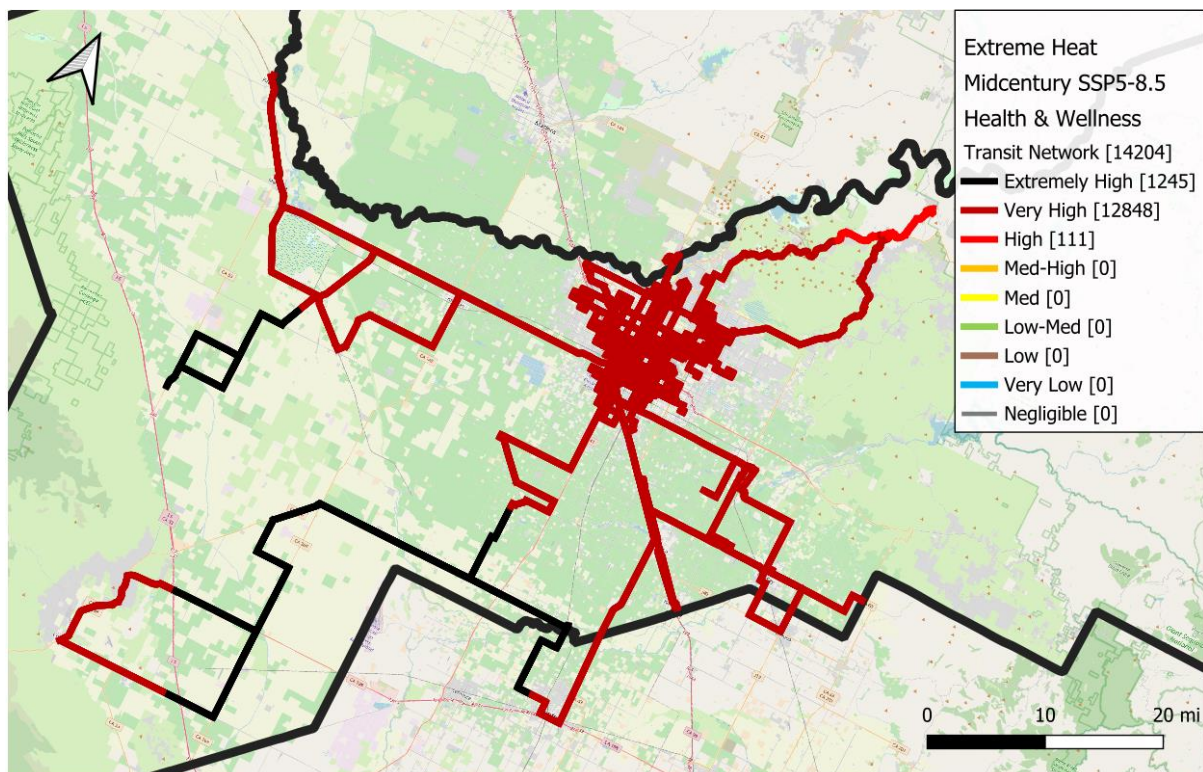 Extreme Heat
Midcentury SSP5-8.5
Health & Wellness
Transit Network [14204]
Extremely High [1245]
Very High [12848]
High [111]
Med-High [0]
Med [0]
Low-Med [0]
Low [0]
Very Low [0]
Negligible [0]
Madera
0 10 20 mi